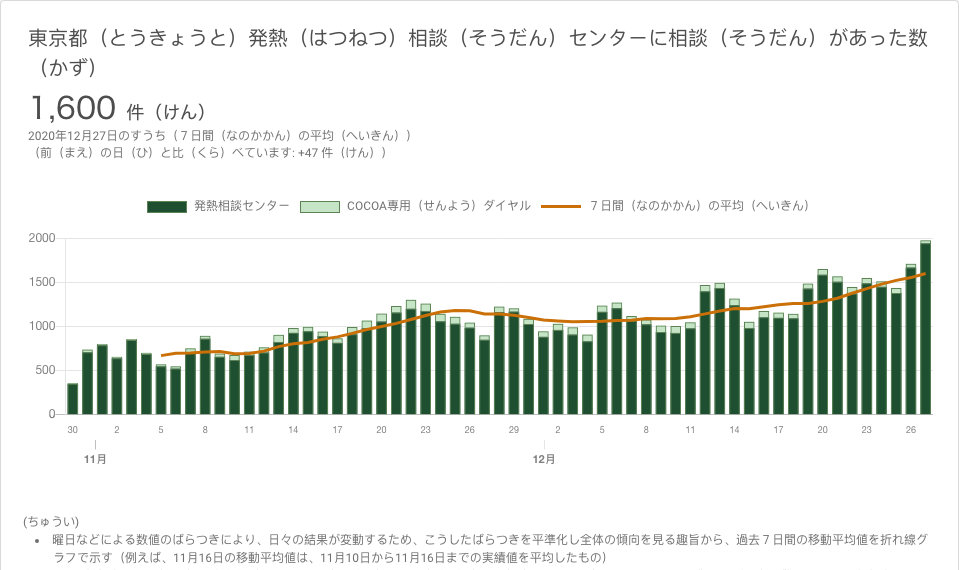 東京都（とうきょうと）発熱（はつねつ）相談（そうだん）センターに相談（そうだん）があった数
（かず）
1,600 件（けん）
2020年12月27日のすうち（７日間（なのかかん）の平均（へいきん））
（前（まえ）の日（ひ）と比（くら）べています: +47 件（けん））
発熱相談センター COCOA専用（せんよう）ダイヤル ７日間（なのかかん）の平均（へいきん）
2000
1500
1000
500
0
30 2 5 8 11 14 17 20 23 26 29 2 5 8 11 14 17 20 23 26
11月 12月
(ちゅうい)
• 曜日などによる数値のばらつきにより、日々の結果が変動するため、こうしたばらつきを平準化し全体の傾向を見る趣旨から、過去７日間の移動平均値を折れ線グ
ラフで示す（例えば、11月16日の移動平均値は、11月10日から11月16日までの実績値を平均したもの）